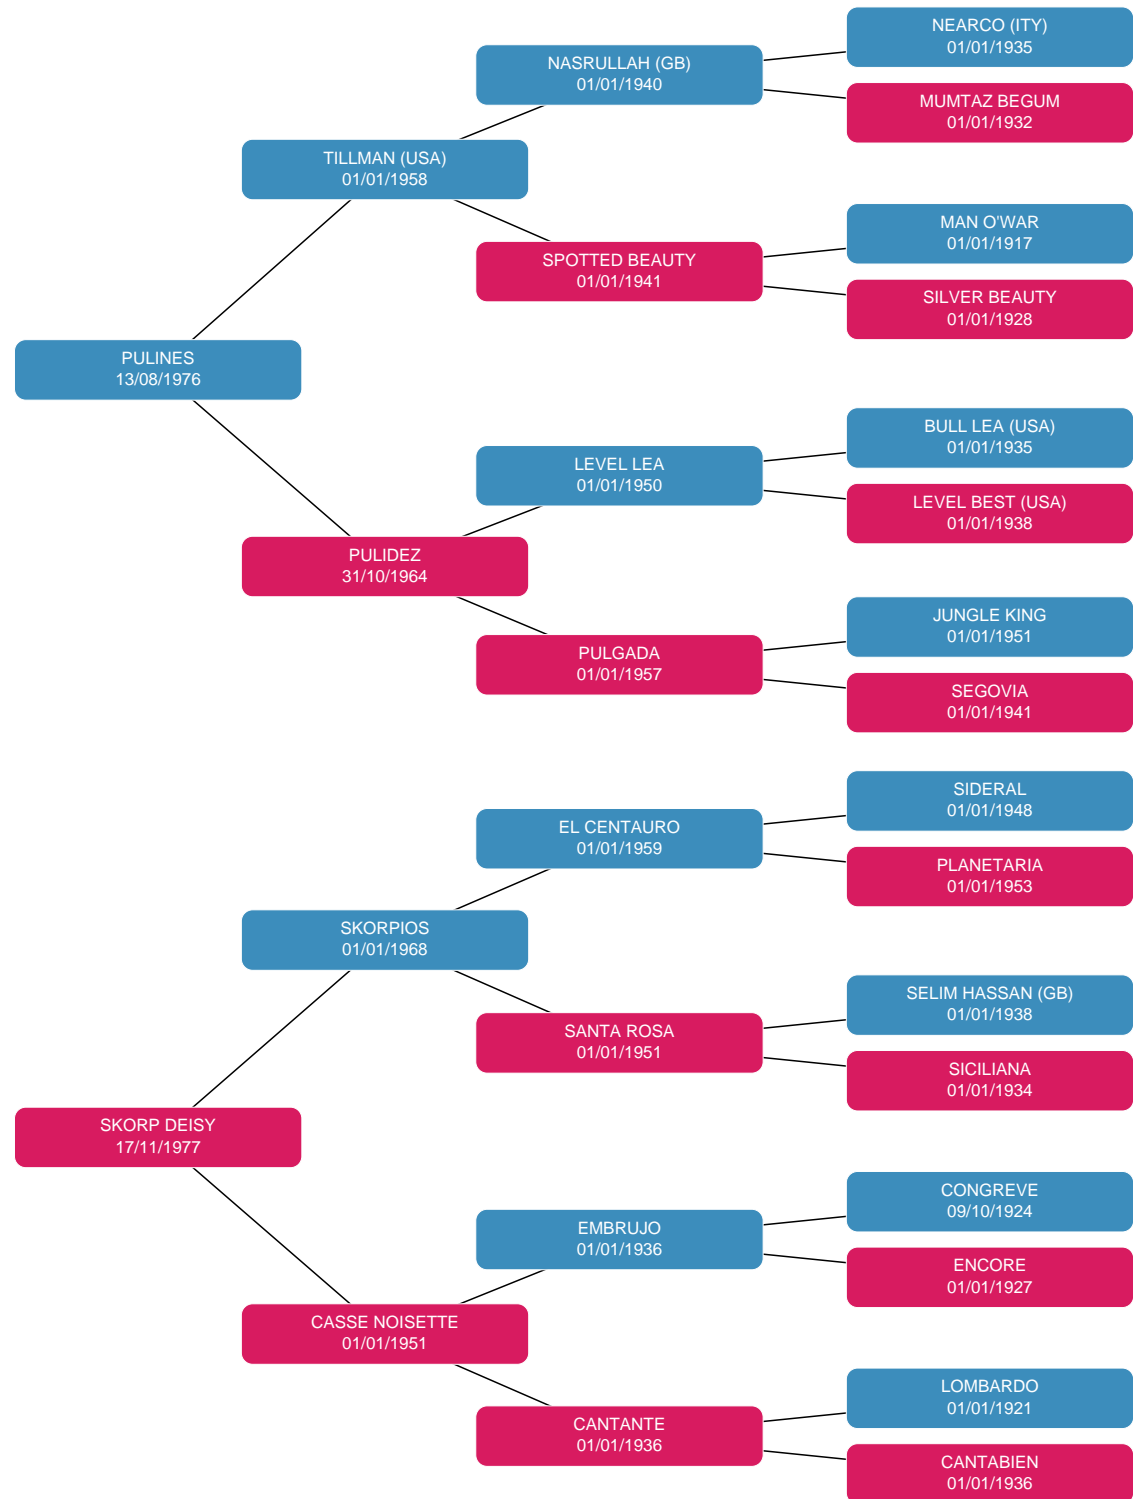 NEARCO (ITY)
01/01/1935
NASRULLAH (GB)
01/01/1940
MUMTAZ BEGUM
01/01/1932
TILLMAN (USA)
01/01/1958
MAN O'WAR
01/01/1917
SPOTTED BEAUTY
01/01/1941
SILVER BEAUTY
01/01/1928
PULINES
13/08/1976
BULL LEA (USA)
01/01/1935
LEVEL LEA
01/01/1950
LEVEL BEST (USA)
01/01/1938
PULIDEZ
31/10/1964
JUNGLE KING
01/01/1951
PULGADA
01/01/1957
SEGOVIA
01/01/1941
SIDERAL
01/01/1948
EL CENTAURO
01/01/1959
PLANETARIA
01/01/1953
SKORPIOS
01/01/1968
SELIM HASSAN (GB)
01/01/1938
SANTA ROSA
01/01/1951
SICILIANA
01/01/1934
SKORP DEISY
17/11/1977
CONGREVE
09/10/1924
EMBRUJO
01/01/1936
ENCORE
01/01/1927
CASSE NOISETTE
01/01/1951
LOMBARDO
01/01/1921
CANTANTE
01/01/1936
CANTABIEN
01/01/1936